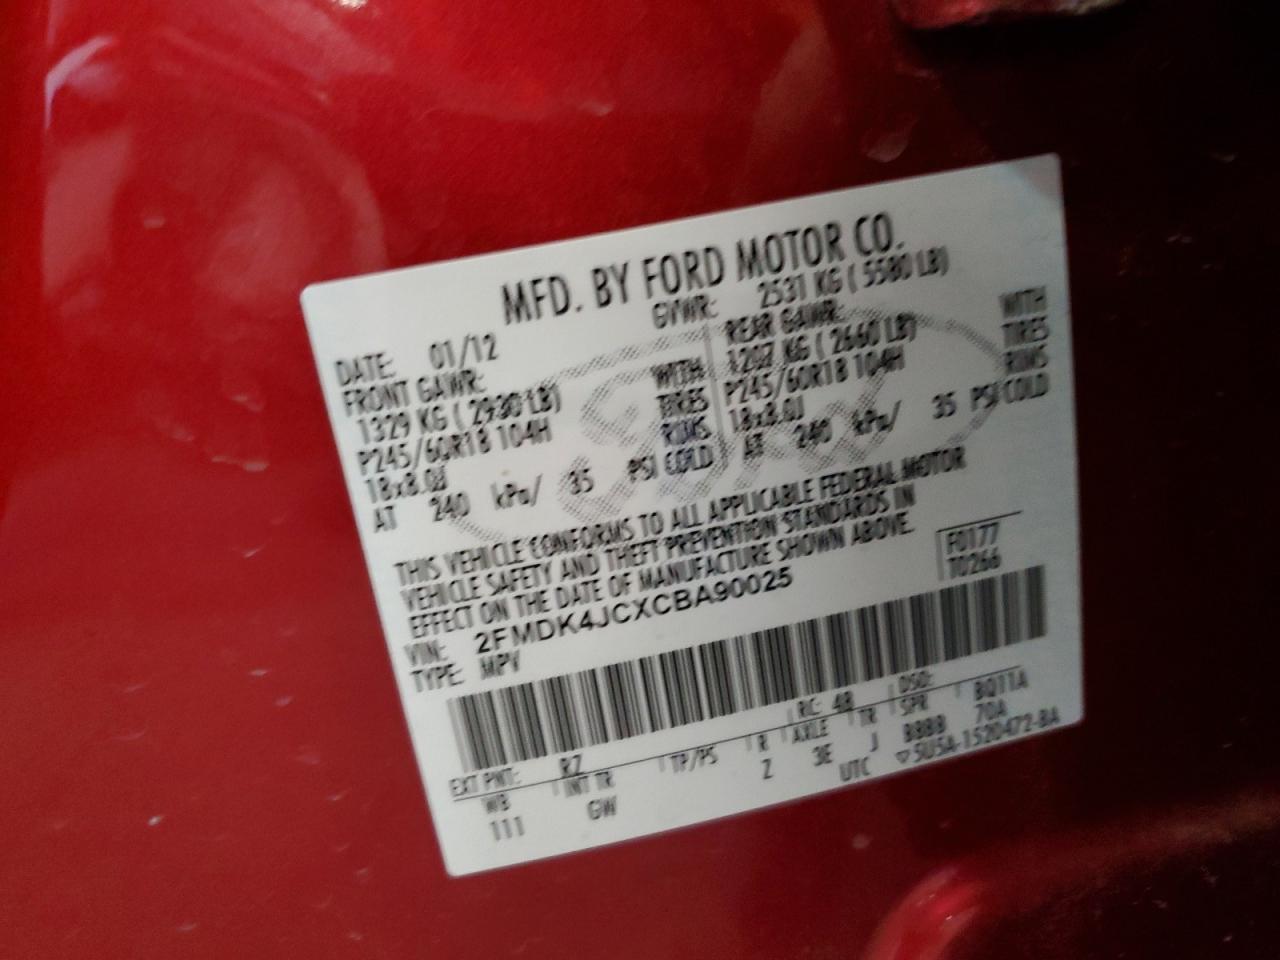 MFD. BY FORD MOTOR CO.
DATE: 01/12 GVWR: 2531 KG ( 5580 LB)
FRONT GAWR: REAR GAWR:
1329 KG ( 2930 LB) WITH 1207 KG ( 2660 LB) WITH
P245/60R18 104H TIRES P245/60R18 104H TIRES
18x8.0J RIMS 18x8.0J RIMS
AT 240 kPa/ 35 PSI COLD AT 240 kPa/ 35 PSI COLD
THIS VEHICLE CONFORMS TO ALL APPLICABLE FEDERAL MOTOR
VEHICLE SAFETY AND THEFT PREVENTION STANDARDS IN
EFFECT ON THE DATE OF MANUFACTURE SHOWN ABOVE.
VIN: 2FMDK4JCXCBA90025
TYPE: MPV
F0177
T0266
EXT PNT: RZ RC: 48 DSO:
WB INT TR TP/PS R AXLE TR SPR BQ11A
111 GW Z 3E J BBBB 70A
UTC ▽5U5A-1520472-BA